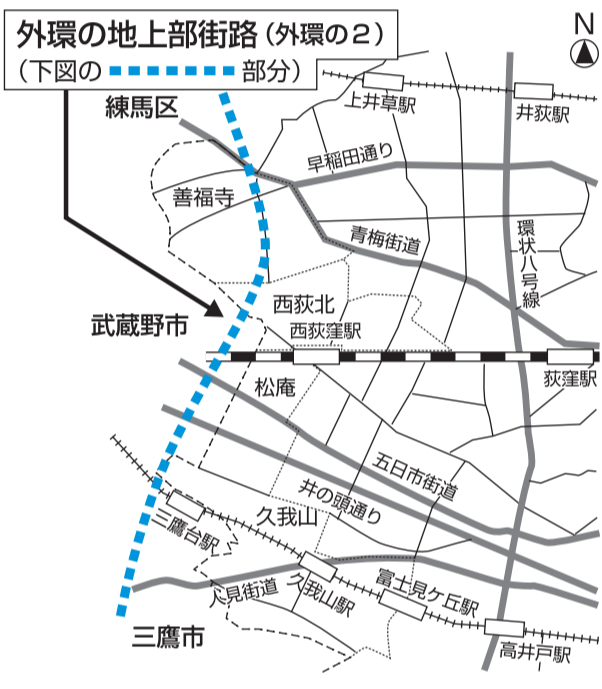 外環の地上部街路（外環の２）
（下図の　　　　部分）
N
練馬区
上井草駅
井荻駅
早稲田通り
善福寺
青梅街道
環状八号線
西荻北
武蔵野市
西荻窪駅
荻窪駅
松庵
五日市街道
井の頭通り
久我山
三鷹台駅
人見街道
久我山駅
富士見ケ丘駅
三鷹市
高井戸駅